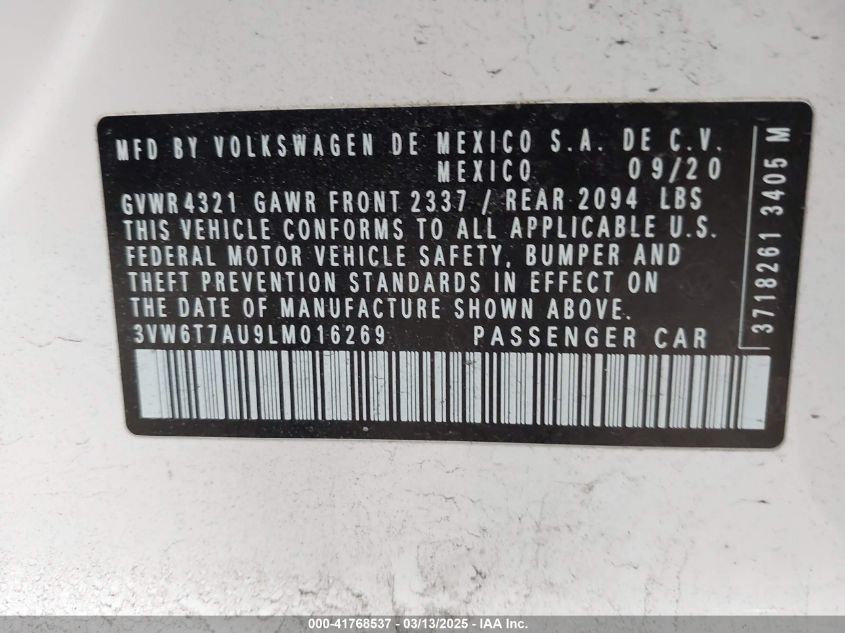 MFD BY VOLKSWAGEN DE MEXICO S.A. DE C.V.
MEXICO 09/20
GVWR4321 GAWR FRONT 2337 / REAR 2094 LBS
THIS VEHICLE CONFORMS TO ALL APPLICABLE U.S.
FEDERAL MOTOR VEHICLE SAFETY, BUMPER AND
THEFT PREVENTION STANDARDS IN EFFECT ON
THE DATE OF MANUFACTURE SHOWN ABOVE.
3VW6T7AU9LM016269 PASSENGER CAR
3718261 3405 M
000-41768537 - 03/13/2025 - IAA Inc.